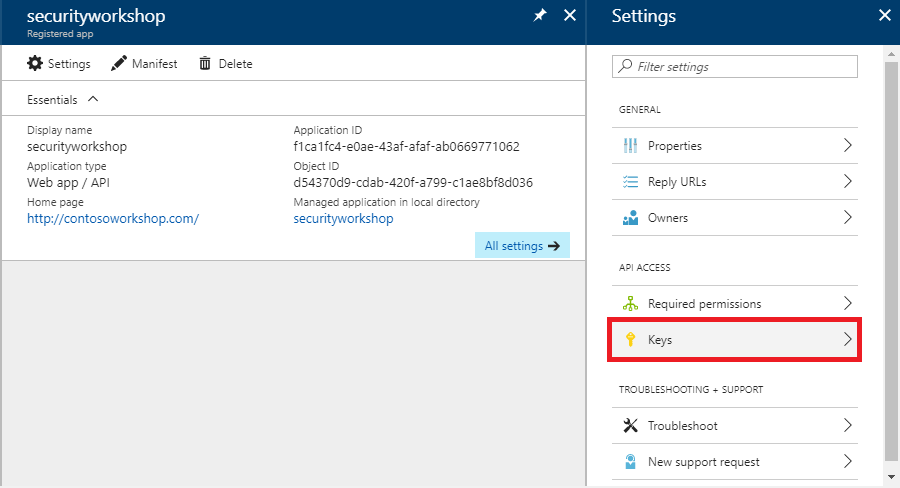 securityworkshop
Registered app
Settings Manifest Delete
Essentials
Display name
securityworkshop
Application type
Web app / API
Home page
http://contosoworkshop.com/
Application ID
f1ca1fc4-e0ae-43af-afaf-ab0669771062
Object ID
d54370d9-cdab-420f-a799-c1ae8bf8d036
Managed application in local directory
securityworkshop
All settings
Settings
Filter settings
GENERAL
Properties
Reply URLs
Owners
API ACCESS
Required permissions
Keys
TROUBLESHOOTING + SUPPORT
Troubleshoot
New support request